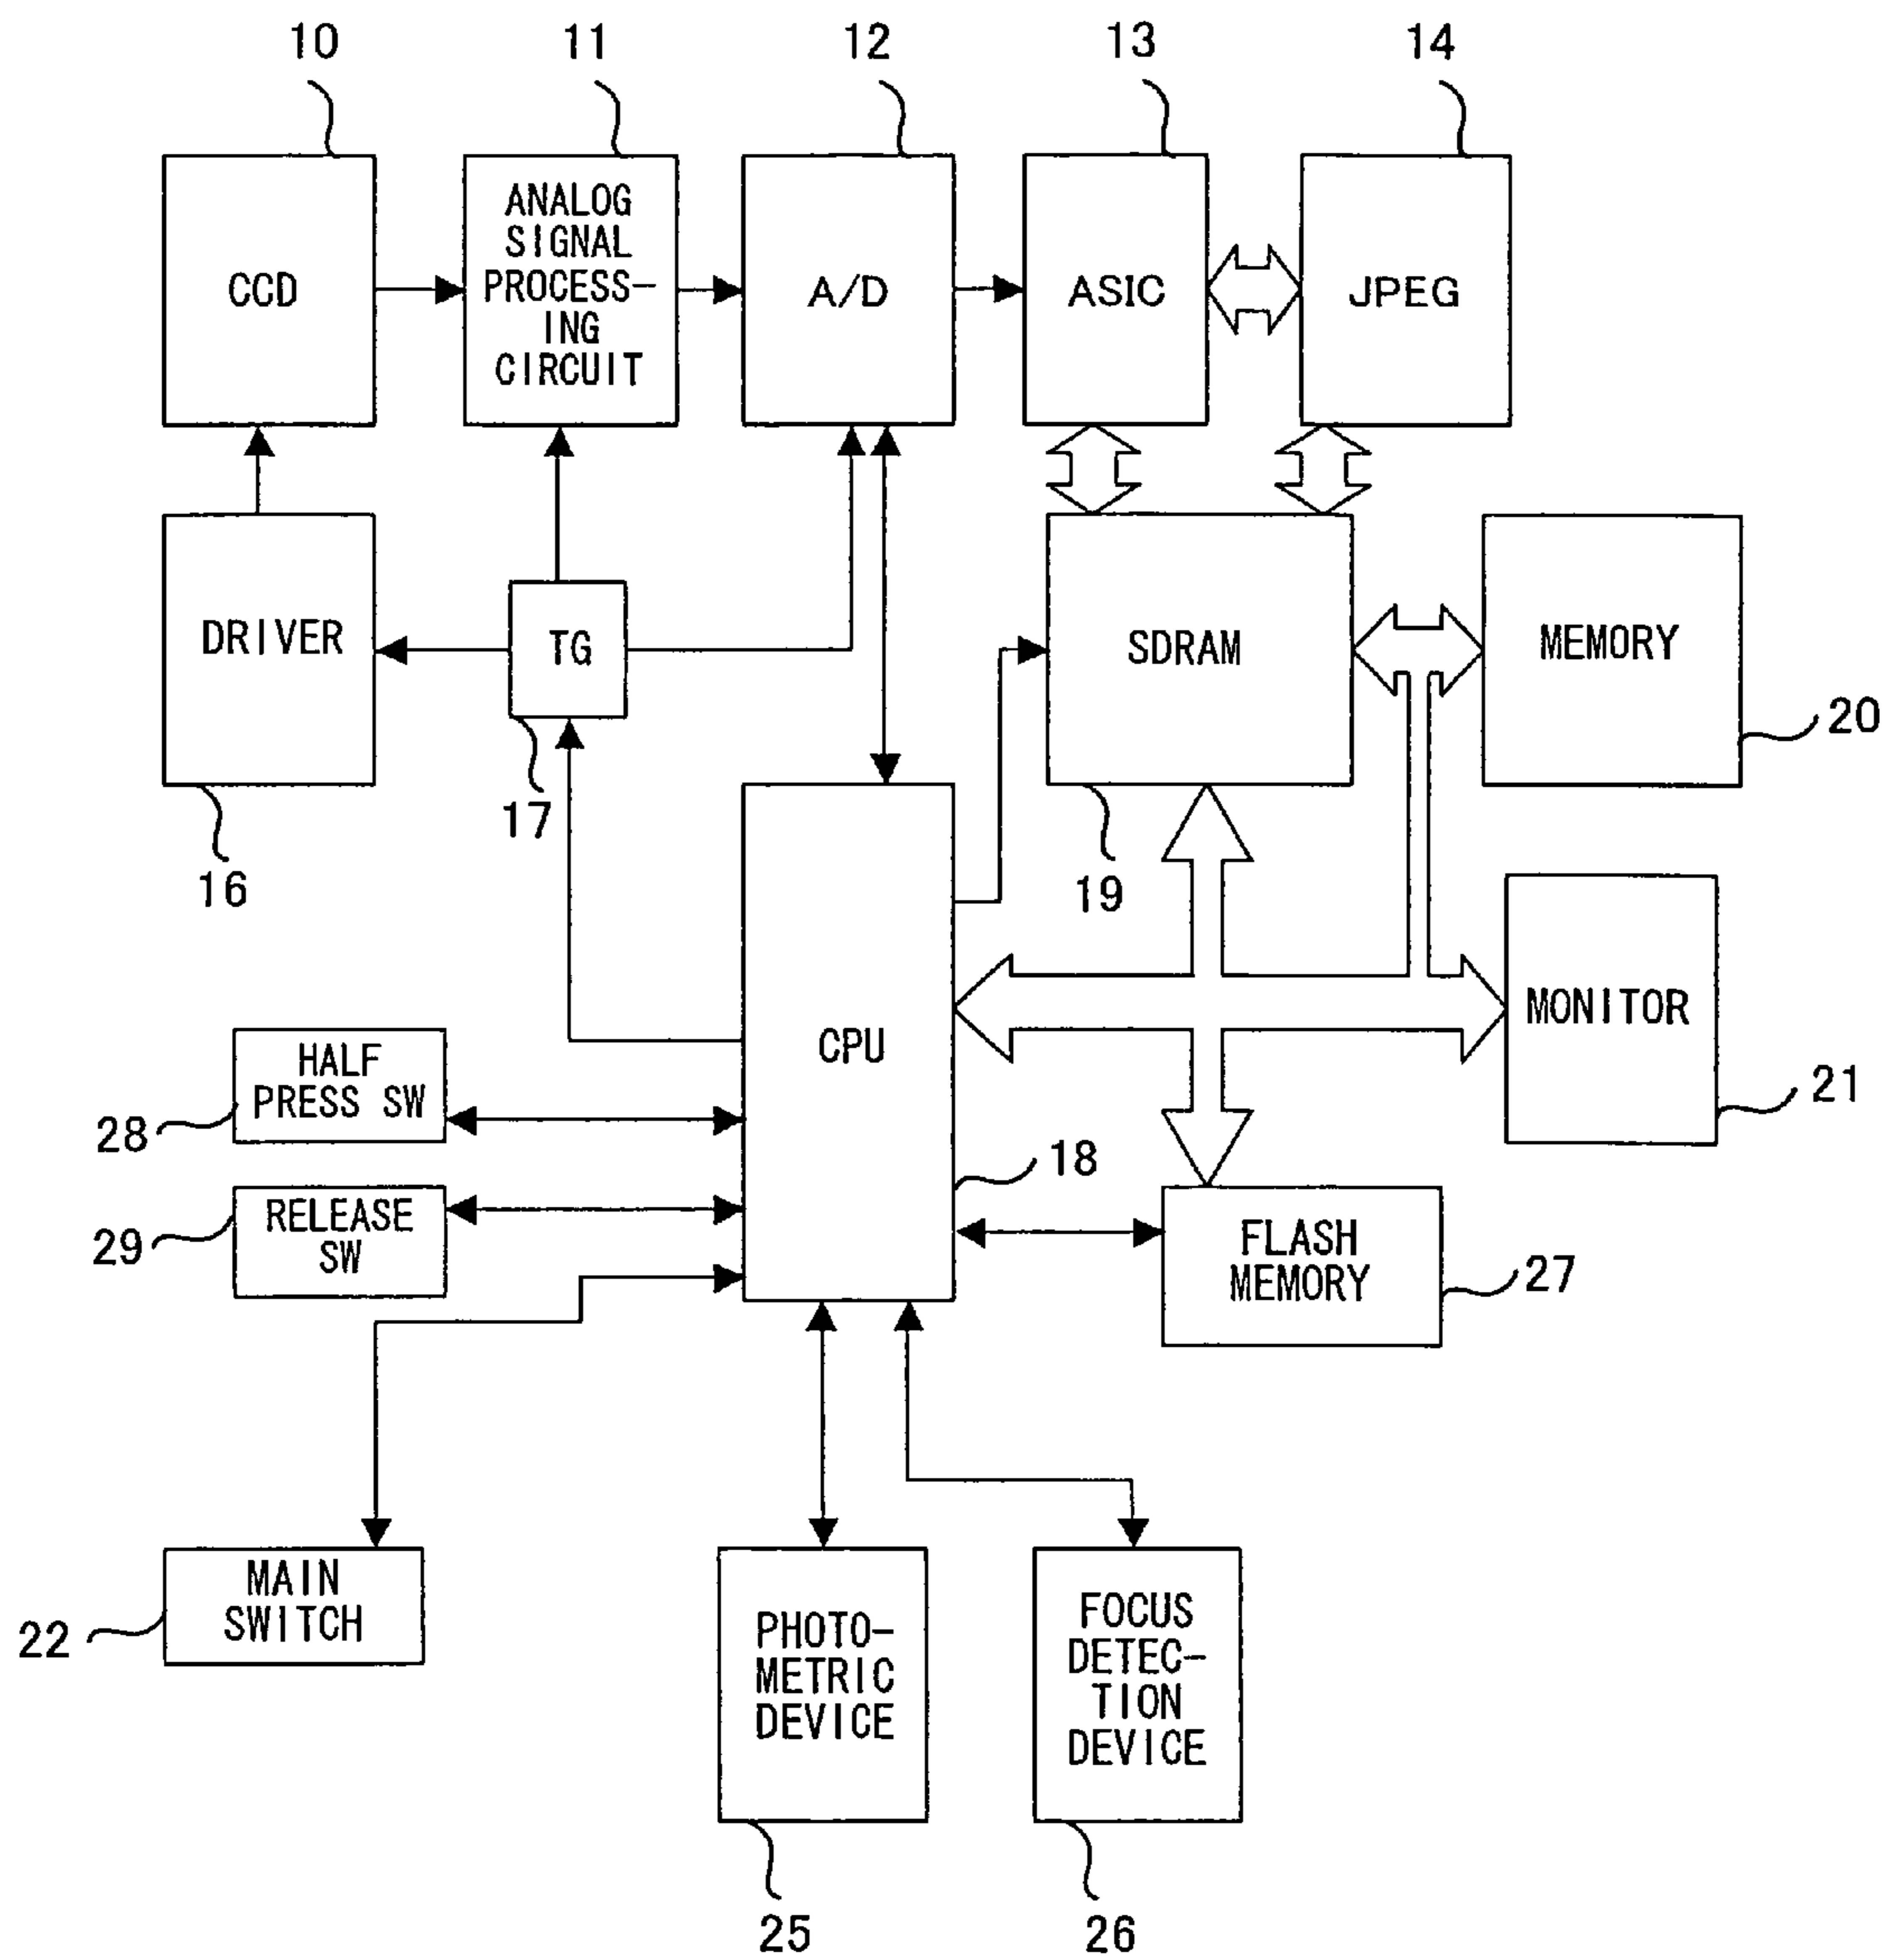 10
11
12
13
14
CCD
ANALOG
SIGNAL
PROCESS-
ING
CIRCUIT
A/D
ASIC
JPEG
DRIVER
TG
SDRAM
MEMORY
16
17
19
20
CPU
MONITOR
21
HALF
PRESS SW
28
18
RELEASE
SW
29
FLASH
MEMORY
27
MAIN
SWITCH
22
PHOTO-
METRIC
DEVICE
FOCUS
DETEC-
TION
DEVICE
25
26